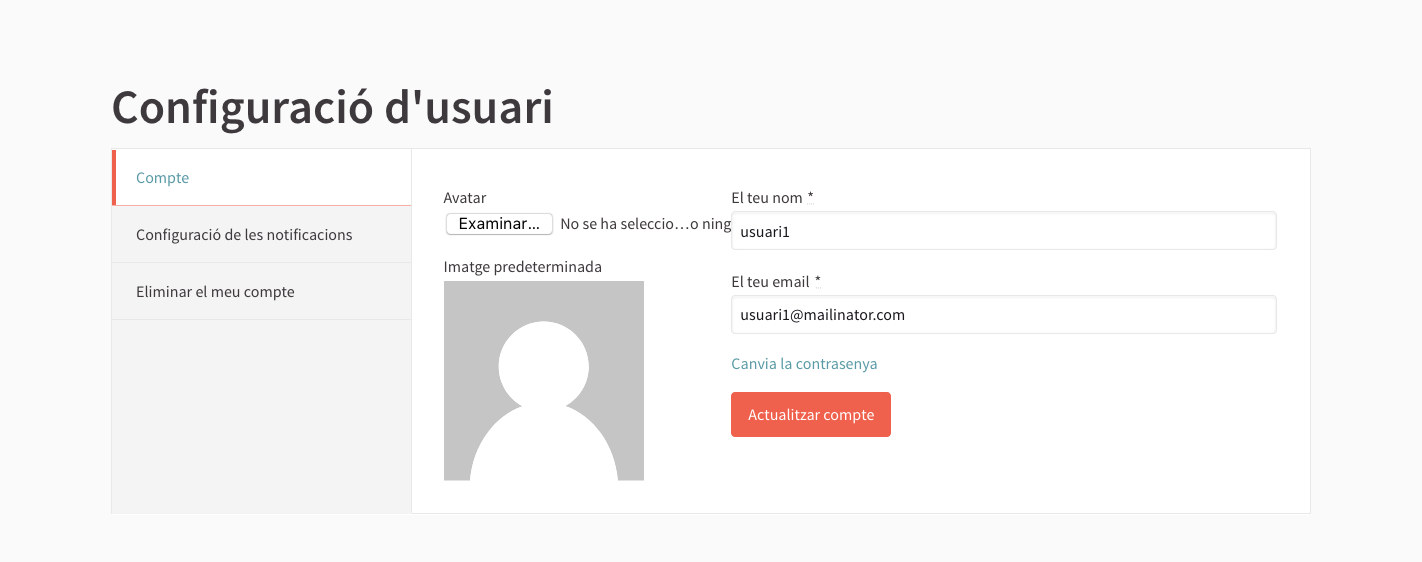 Configuració d'usuari
Compte
Configuració de les notificacions
Eliminar el meu compte
Avatar
Examinar... No se ha seleccio…o ning
Imatge predeterminada
El teu nom *
usuari1
El teu email *
usuari1@mailinator.com
Canvia la contrasenya
Actualitzar compte